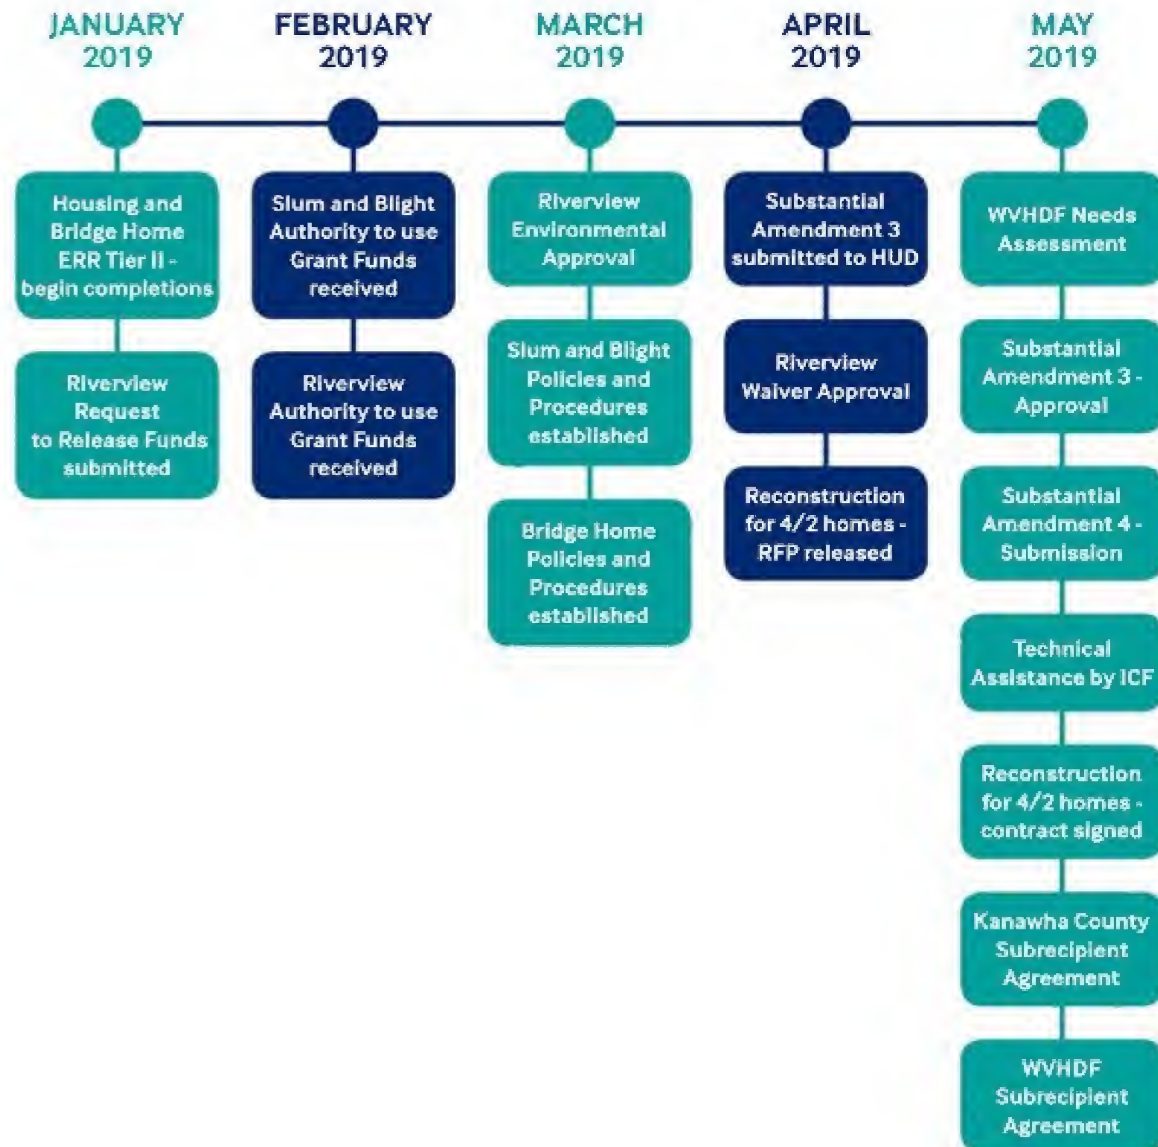 JANUARY
2019
Housing and
Bridge Home
ERR Tier II -
begin completions
Riverview
Request
to Release Funds
submitted
FEBRUARY
2019
Slum and Blight
Authority to use
Grant Funds
received
Riverview
Authority to use
Grant Funds
received
MARCH
2019
Riverview
Environmental
Approval
Slum and Blight
Policies and
Procedures
established
Bridge Home
Policies and
Procedures
established
APRIL
2019
Substantial
Amendment 3
submitted to HUD
Riverview
Waiver Approval
Reconstruction
for 4/2 homes -
RFP released
MAY
2019
WVHDF Needs
Assessment
Substantial
Amendment 3 -
Approval
Substantial
Amendment 4 -
Submission
Technical
Assistance by ICF
Reconstruction
for 4/2 homes -
contract signed
Kanawha County
Subrecipient
Agreement
WVHDF
Subrecipient
Agreement